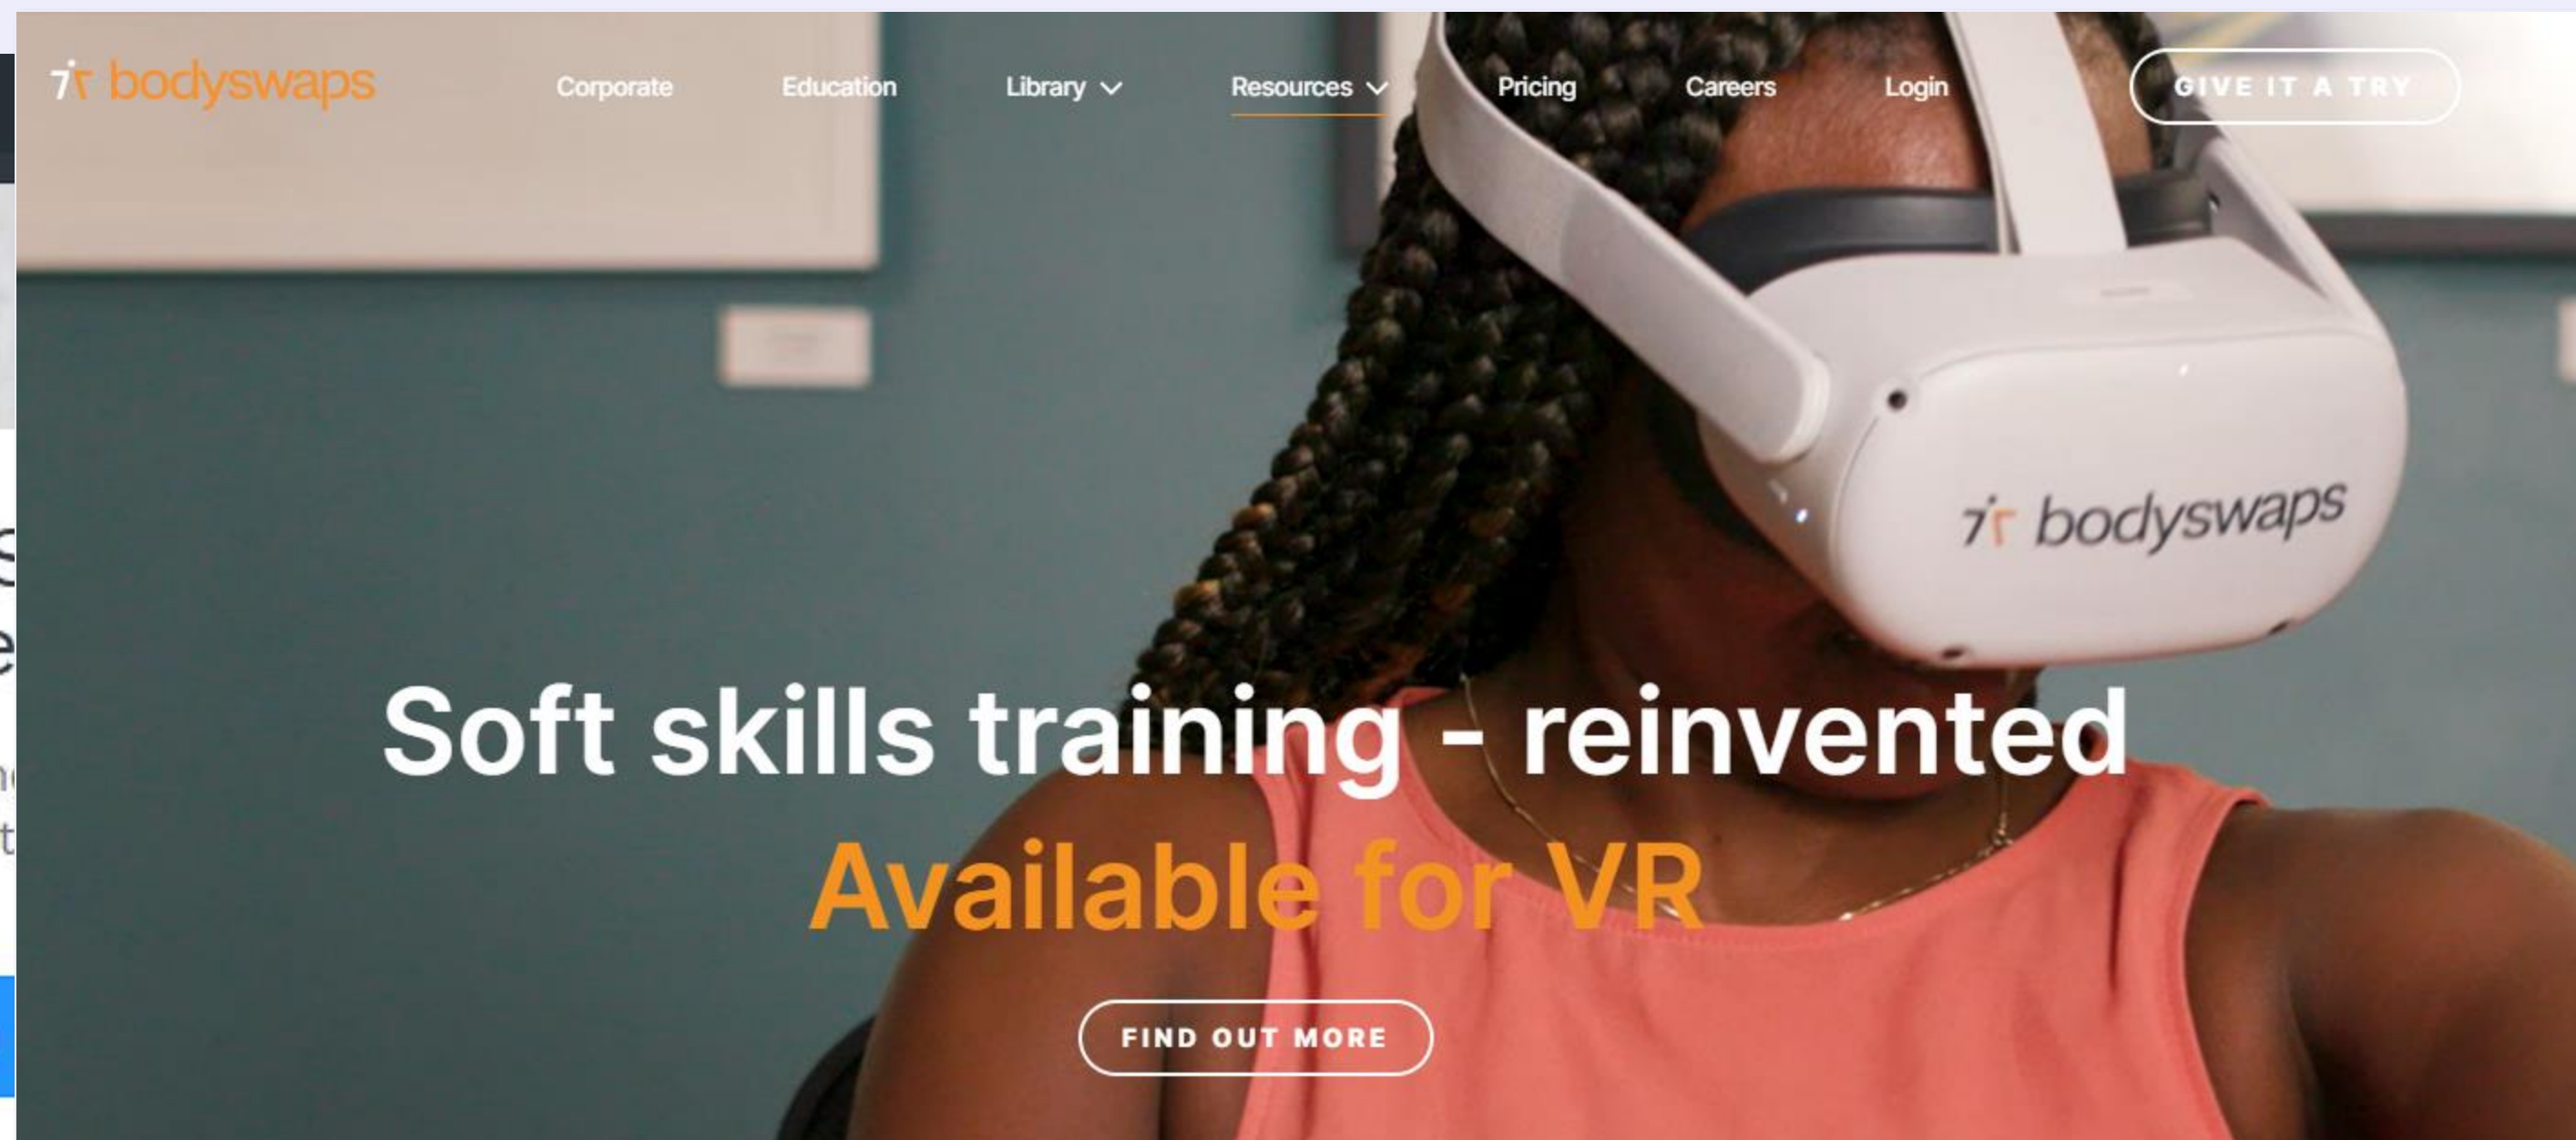 bodyswaps
Corporate
Education
Library
Resources
Pricing
Careers
Login
GIVE IT A TRY
bodyswaps
Soft skills training - reinvented
Available for VR
FIND OUT MORE